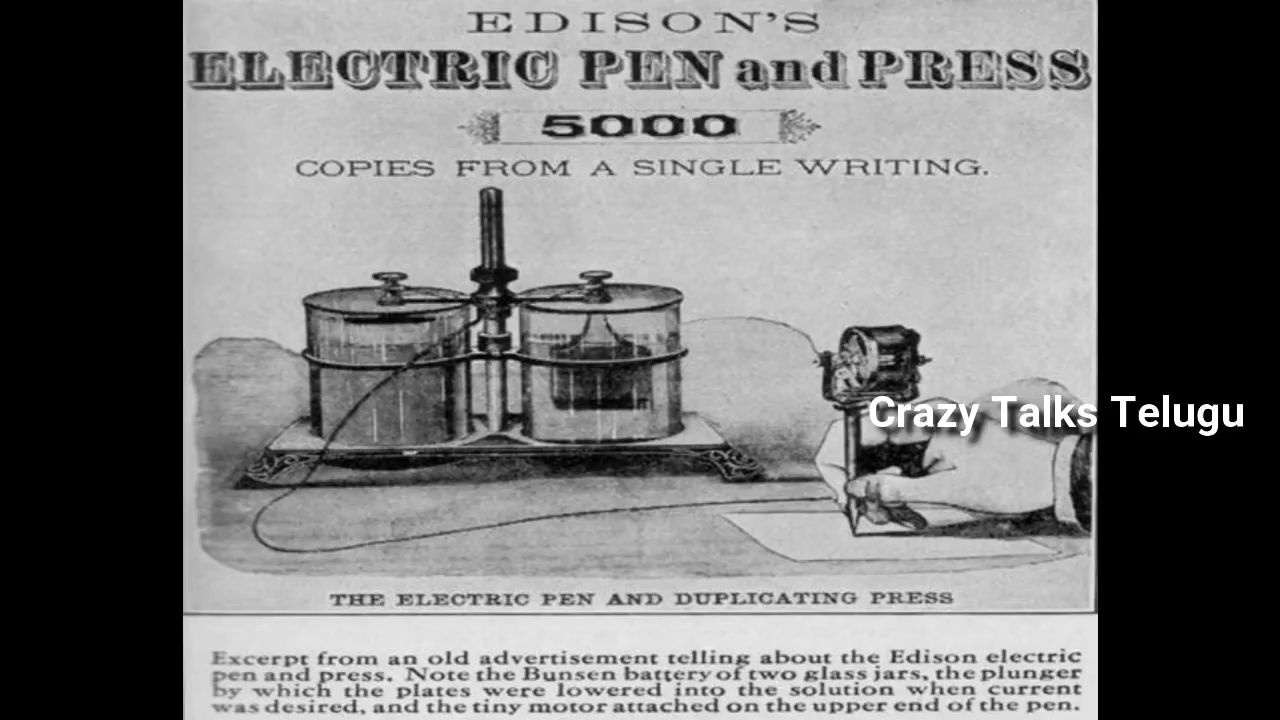 EDISON'S
ELECTRIC PEN and PRESS
5000
COPIES FROM A SINGLE WRITING.
Crazy Talks Telugu
THE ELECTRIC PEN AND DUPLICATING PRESS
Excerpt from an old advertisement telling about the Edison electric
pen and press. Note the Bunsen battery of two glass jars, the plunger
by which the plates were lowered into the solution when current
was desired, and the tiny motor attached on the upper end of the pen.